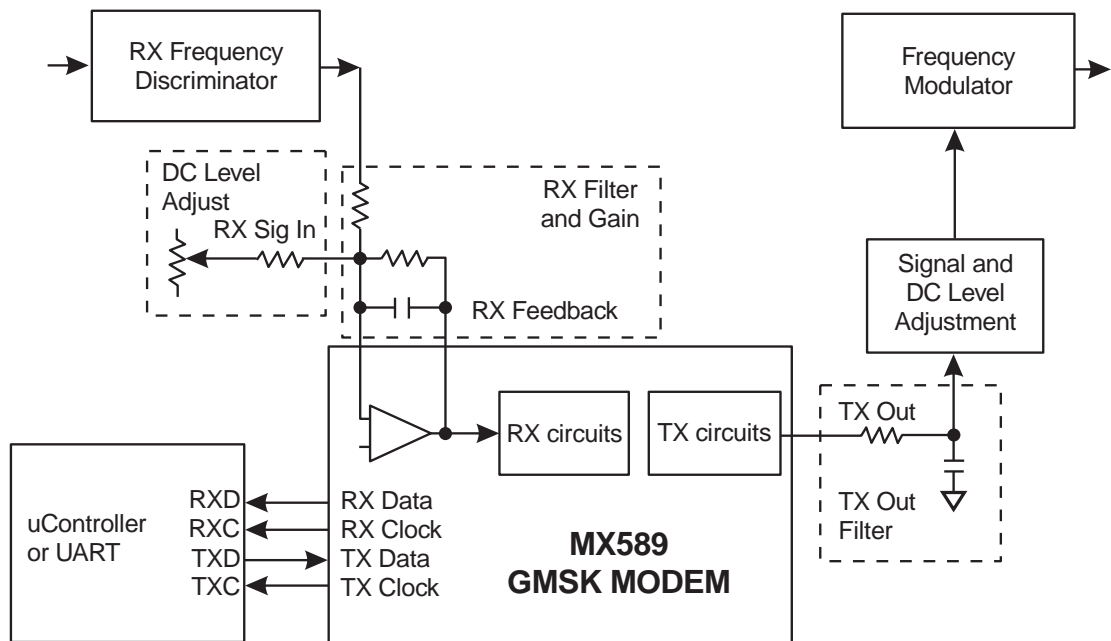 RX Frequency
Discriminator
Frequency
Modulator
DC Level
Adjust
RX Sig In
RX Filter
and Gain
RX Feedback
Signal and
DC Level
Adjustment
RX circuits
TX circuits
TX Out
TX Out
Filter
uController
or UART
RXD
RXC
TXD
TXC
RX Data
RX Clock
TX Data
TX Clock
MX589
GMSK MODEM